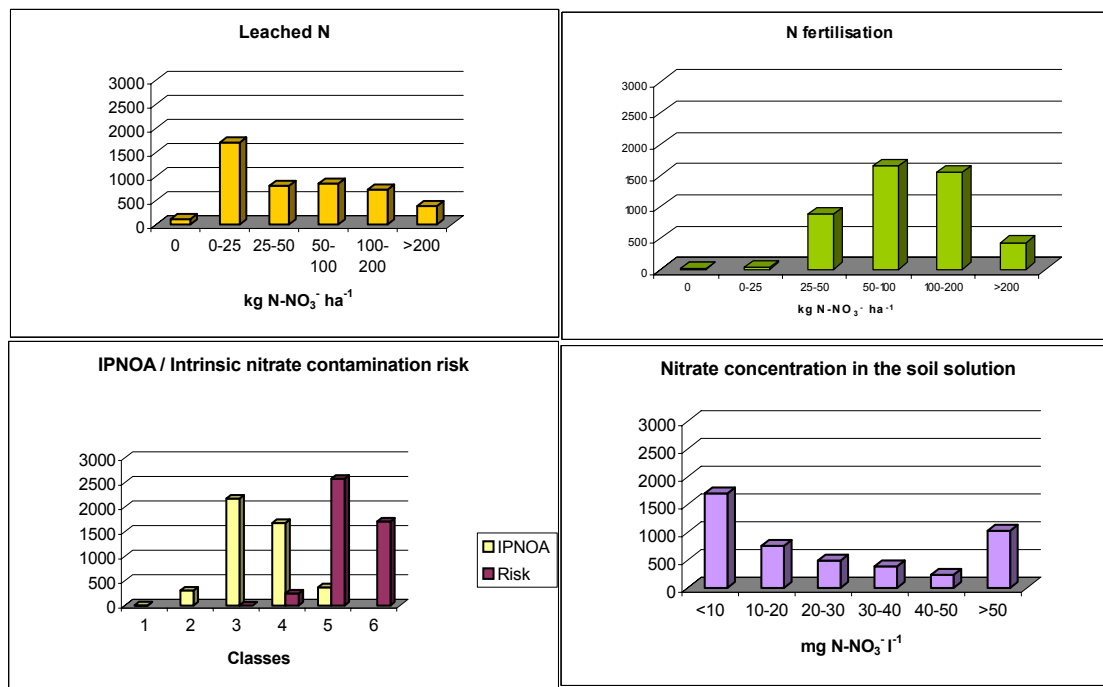 Leached N
3000
2500
2000
1500
1000
500
0
0 0-25 25-50 50-100 100-200 >200
kg N-NO₃⁻ ha⁻¹
N fertilisation
3000
2500
2000
1500
1000
500
0
0 0-25 25-50 50-100 100-200 >200
kg N-NO₃⁻ ha⁻¹
IPNOA / Intrinsic nitrate contamination risk
3000
2500
2000
1500
1000
500
0
1 2 3 4 5 6
Classes
IPNOA
Risk
Nitrate concentration in the soil solution
3000
2500
2000
1500
1000
500
0
<10 10-20 20-30 30-40 40-50 >50
mg N-NO₃⁻ l⁻¹